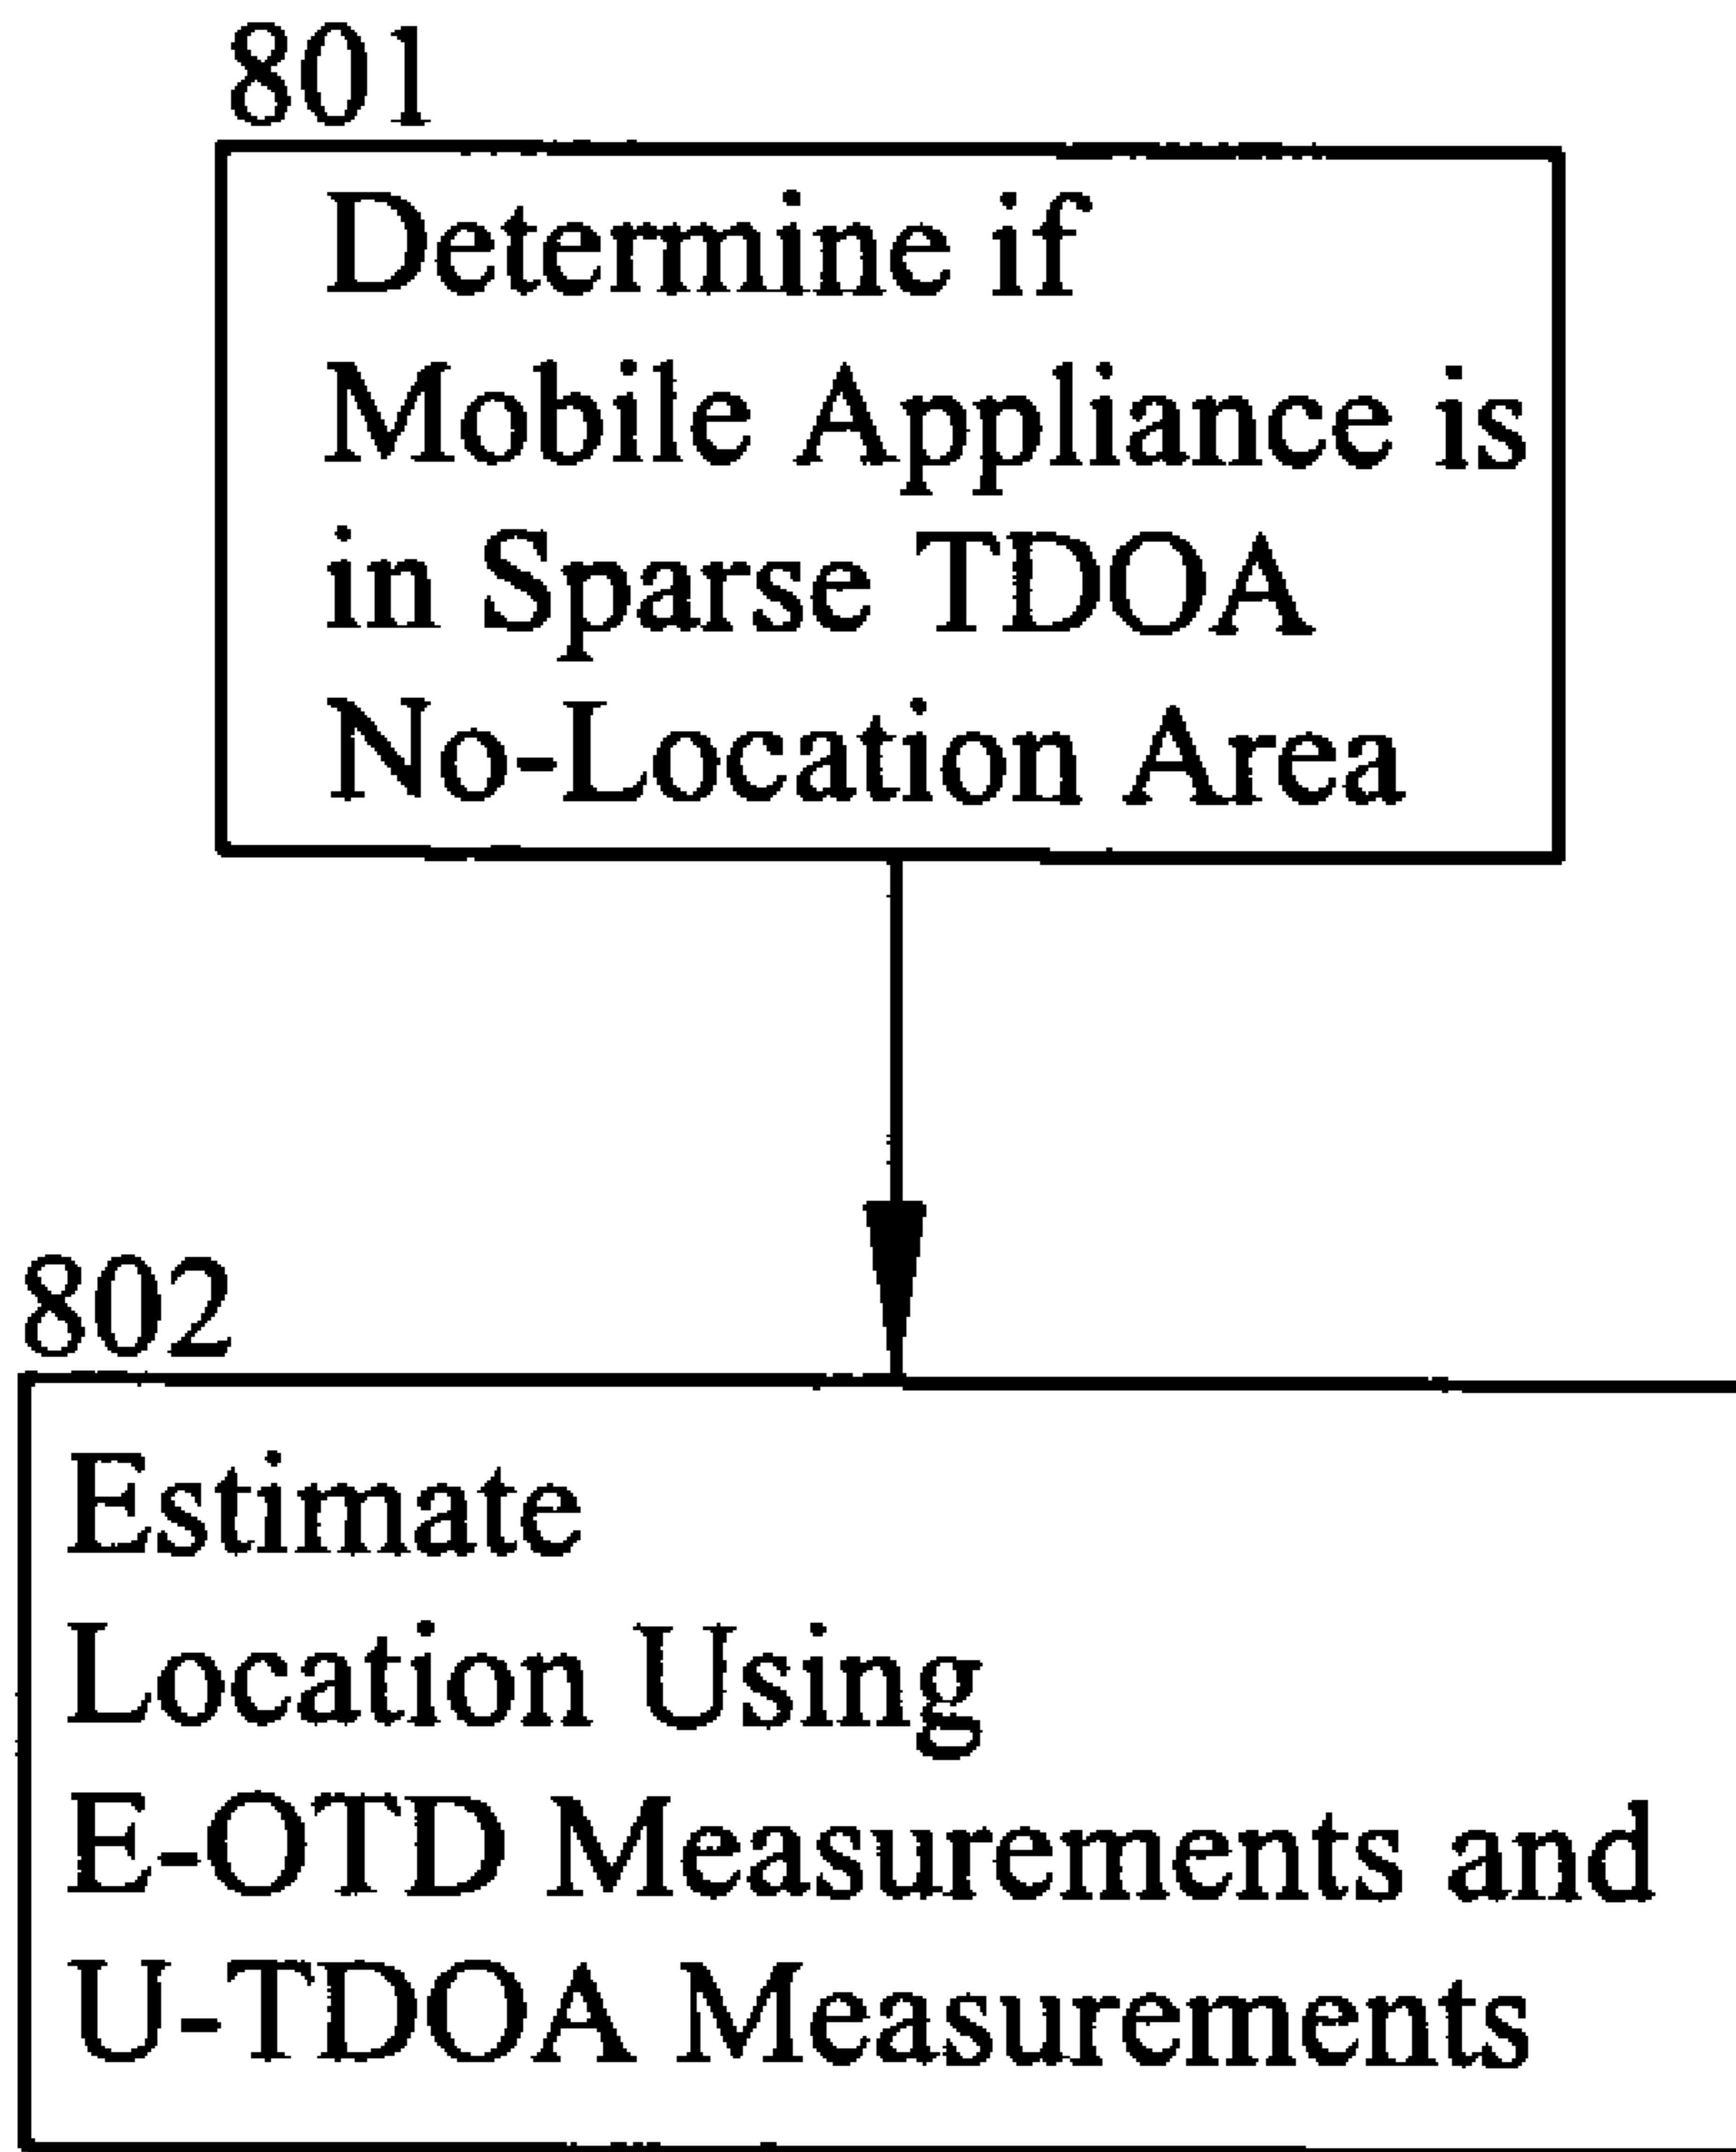 801
Determine if
Mobile Appliance is
in Sparse TDOA
No-Location Area
802
Estimate
Location Using
E-OTD Measurements and
U-TDOA Measurements